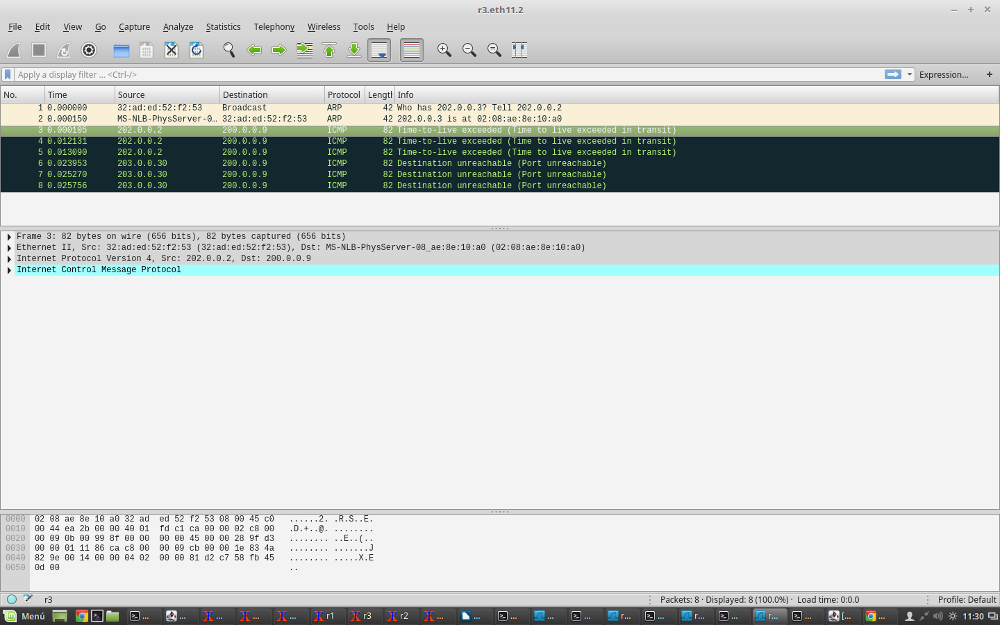 r3.eth11.2
File Edit View Go Capture Analyze Statistics Telephony Wireless Tools Help
Apply a display filter ... <Ctrl-/> Expression... +
No. Time Source Destination Protocol Length Info
1 0.000000 32:ad:ed:52:f2:53 Broadcast ARP 42 Who has 202.0.0.3? Tell 202.0.0.2
2 0.000150 MS-NLB-PhysServer-0… 32:ad:ed:52:f2:53 ARP 42 202.0.0.3 is at 02:08:ae:8e:10:a0
3 0.000105 202.0.0.2 200.0.0.9 ICMP 82 Time-to-live exceeded (Time to live exceeded in transit)
4 0.012131 202.0.0.2 200.0.0.9 ICMP 82 Time-to-live exceeded (Time to live exceeded in transit)
5 0.013090 202.0.0.2 200.0.0.9 ICMP 82 Time-to-live exceeded (Time to live exceeded in transit)
6 0.023953 203.0.0.30 200.0.0.9 ICMP 82 Destination unreachable (Port unreachable)
7 0.025270 203.0.0.30 200.0.0.9 ICMP 82 Destination unreachable (Port unreachable)
8 0.025756 203.0.0.30 200.0.0.9 ICMP 82 Destination unreachable (Port unreachable)
Frame 3: 82 bytes on wire (656 bits), 82 bytes captured (656 bits)
Ethernet II, Src: 32:ad:ed:52:f2:53 (32:ad:ed:52:f2:53), Dst: MS-NLB-PhysServer-08_ae:8e:10:a0 (02:08:ae:8e:10:a0)
Internet Protocol Version 4, Src: 202.0.0.2, Dst: 200.0.0.9
Internet Control Message Protocol
0000 02 08 ae 8e 10 a0 32 ad ed 52 f2 53 08 00 45 c0 ......2. .R.S..E.
0010 00 44 ea 2b 00 00 40 01 fd c1 ca 00 00 02 c8 00 .D.+..@. ........
0020 00 09 0b 00 99 8f 00 00 00 00 45 00 00 28 9f d3 ........ ..E..(..
0030 00 00 01 11 86 ca c8 00 00 09 cb 00 00 1e 83 4a ........ .......J
0040 82 9e 00 14 00 00 04 02 00 00 81 d2 c7 58 fb 45 ........ .....X.E
0050 0d 00 ..
r3 Packets: 8 · Displayed: 8 (100.0%) · Load time: 0:0.0 Profile: Default
Menú ... ... ... ... ... r1 r3 r2 ... ... ... ... ... r... ... r... ... r... ... [... ... 11:30